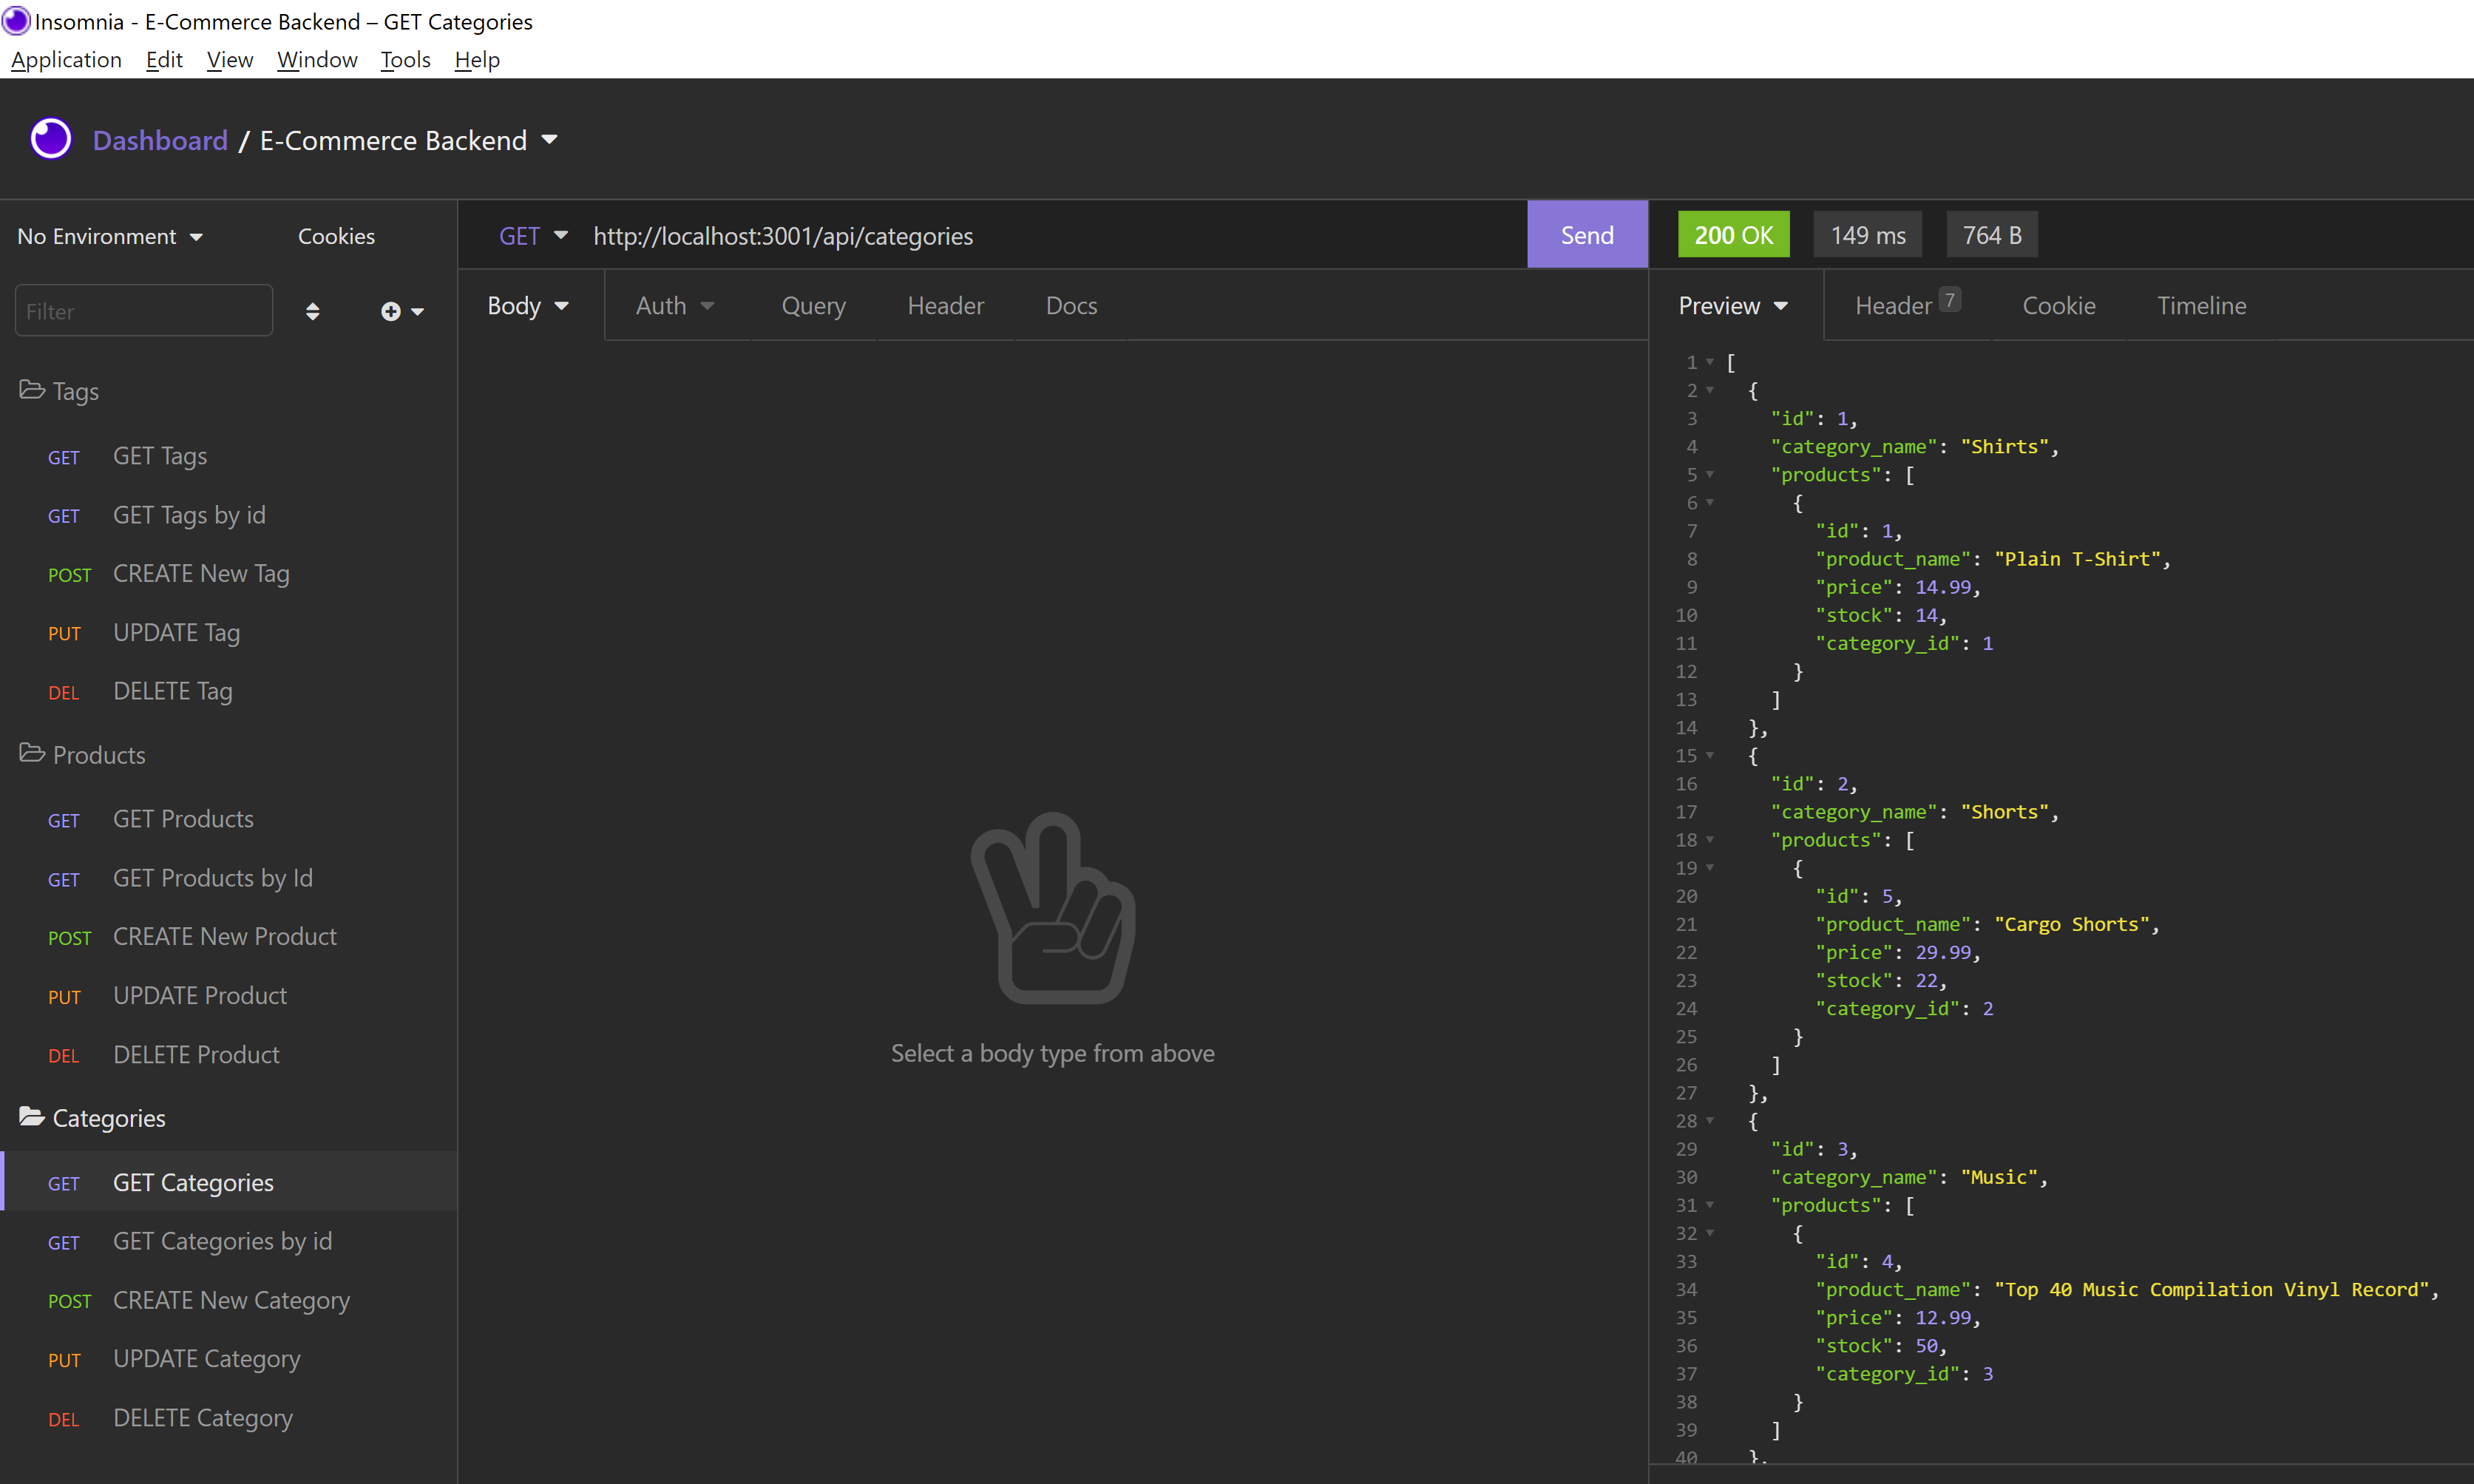 Insomnia - E-Commerce Backend – GET Categories
Application Edit View Window Tools Help
Dashboard / E-Commerce Backend
No Environment Cookies
Filter
Tags
GET GET Tags
GET GET Tags by id
POST CREATE New Tag
PUT UPDATE Tag
DEL DELETE Tag
Products
GET GET Products
GET GET Products by Id
POST CREATE New Product
PUT UPDATE Product
DEL DELETE Product
Categories
GET GET Categories
GET GET Categories by id
POST CREATE New Category
PUT UPDATE Category
DEL DELETE Category
GET http://localhost:3001/api/categories Send
Body Auth Query Header Docs
Select a body type from above
200 OK 149 ms 764 B
Preview Header 7 Cookie Timeline
1 [
2 {
3 "id": 1,
4 "category_name": "Shirts",
5 "products": [
6 {
7 "id": 1,
8 "product_name": "Plain T-Shirt",
9 "price": 14.99,
10 "stock": 14,
11 "category_id": 1
12 }
13 ]
14 },
15 {
16 "id": 2,
17 "category_name": "Shorts",
18 "products": [
19 {
20 "id": 5,
21 "product_name": "Cargo Shorts",
22 "price": 29.99,
23 "stock": 22,
24 "category_id": 2
25 }
26 ]
27 },
28 {
29 "id": 3,
30 "category_name": "Music",
31 "products": [
32 {
33 "id": 4,
34 "product_name": "Top 40 Music Compilation Vinyl Record",
35 "price": 12.99,
36 "stock": 50,
37 "category_id": 3
38 }
39 ]
40 },